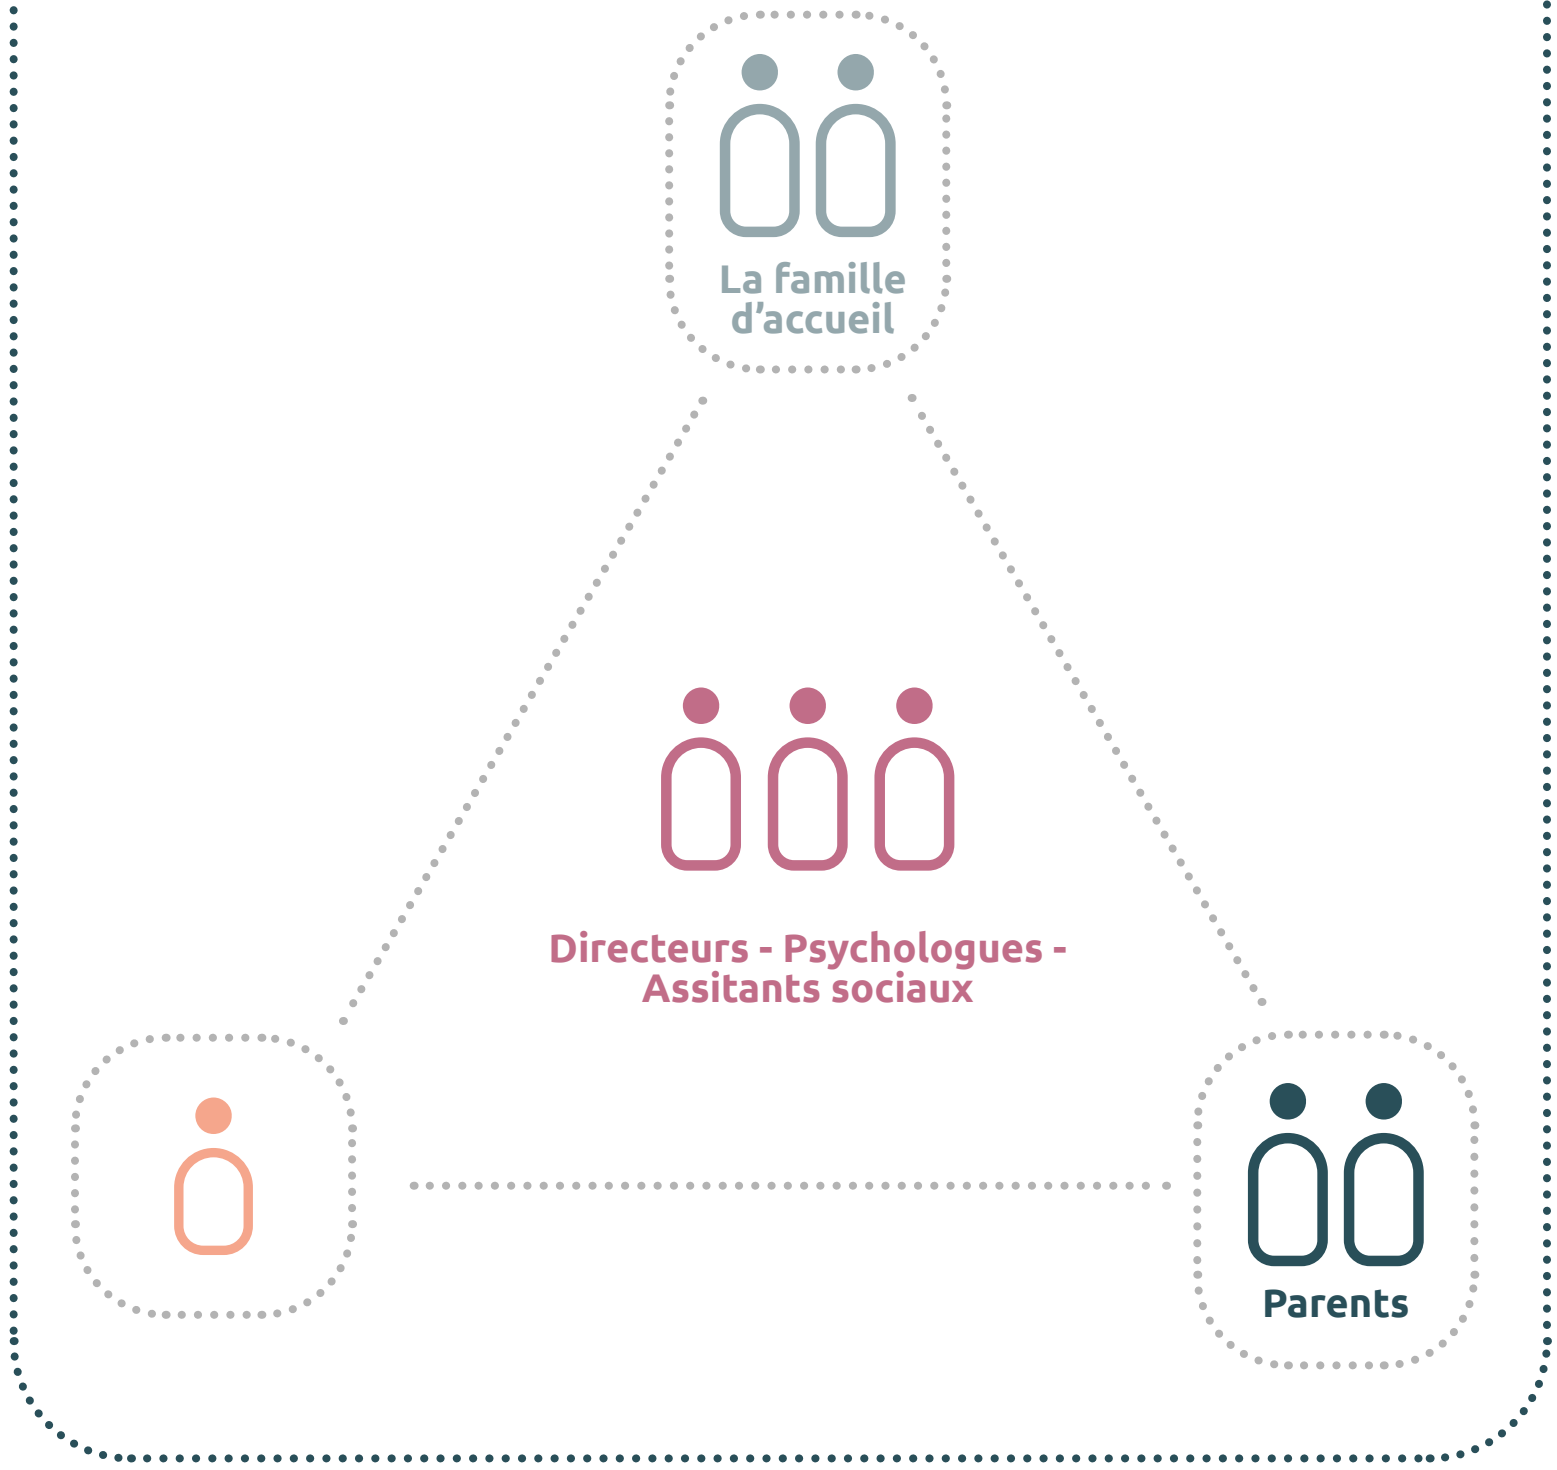 La famille
d’accueil
Directeurs - Psychologues -
Assitants sociaux
Parents